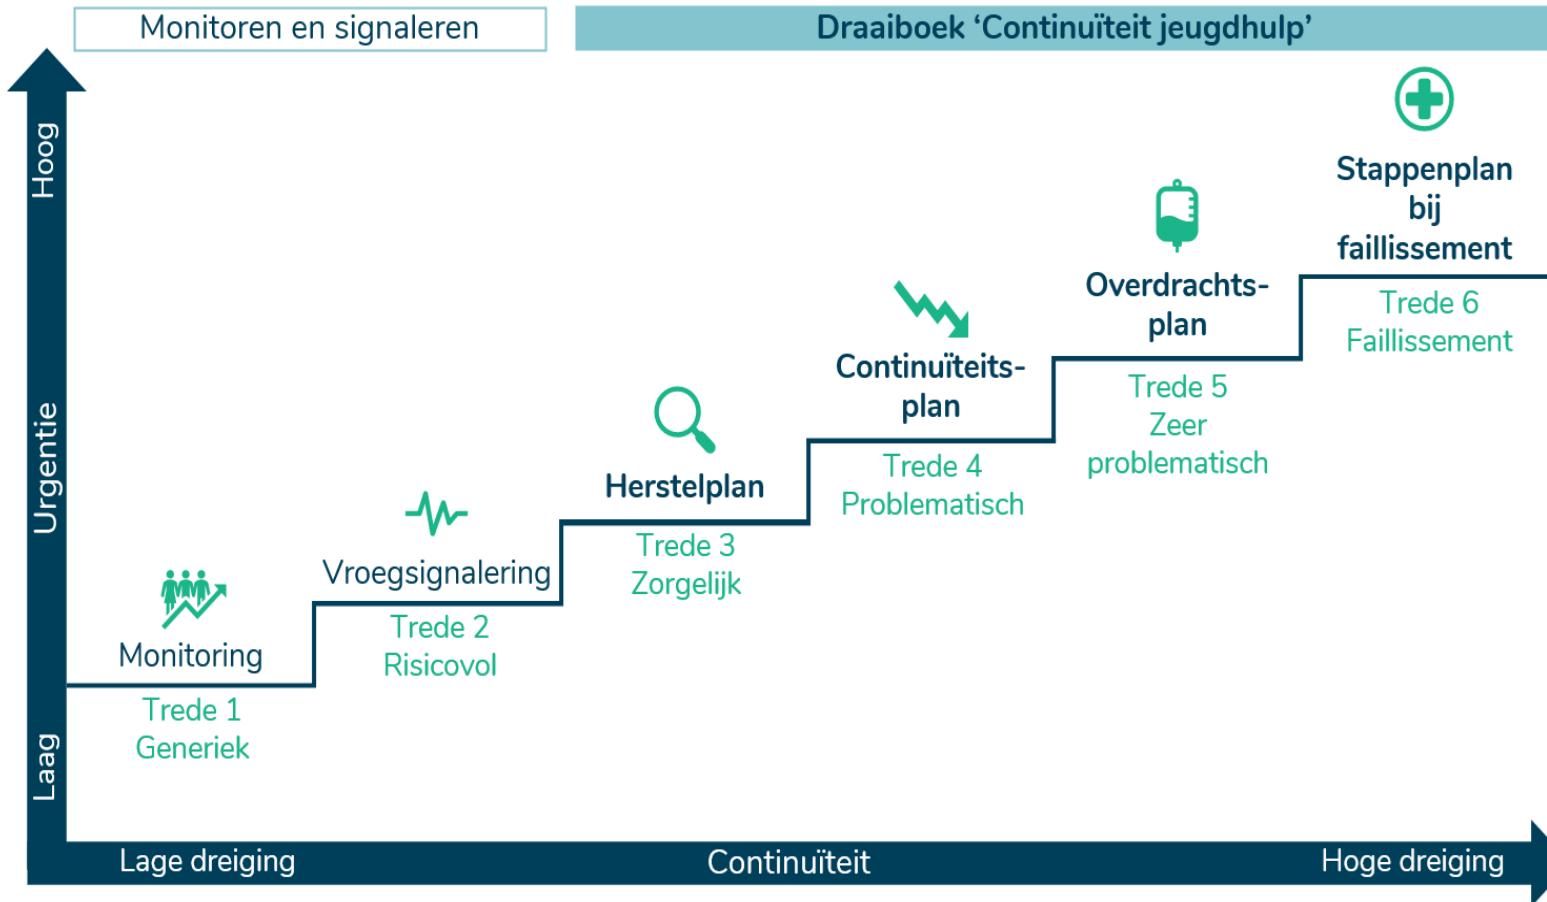 Monitoren en signaleren
Draaiboek ‘Continuïteit jeugdhulp’
Hoog
Urgentie
Laag
Monitoring
Trede 1
Generiek
Vroegsignalering
Trede 2
Risicovol
Herstelplan
Trede 3
Zorgelijk
Continuïteits-
plan
Trede 4
Problematisch
Overdrachts-
plan
Trede 5
Zeer
problematisch
Stappenplan
bij
faillissement
Trede 6
Faillissement
Lage dreiging
Continuïteit
Hoge dreiging